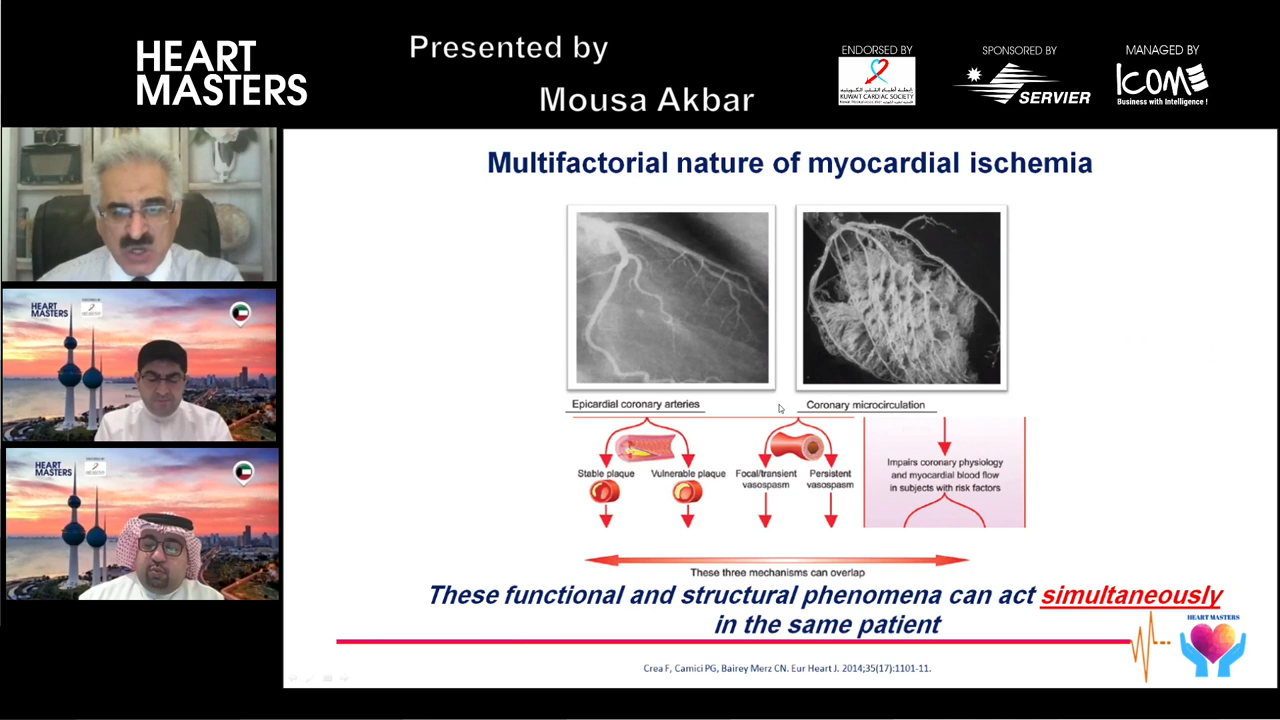 HEART
MASTERS
Presented by
Mousa Akbar
ENDORSED BY
KUWAIT CARDIAC SOCIETY
SPONSORED BY
SERVIER
MANAGED BY
ICOME
Business with Intelligence !
HEART
MASTERS
HEART
MASTERS
Multifactorial nature of myocardial ischemia
Epicardial coronary arteries
Coronary microcirculation
Stable plaque
Vulnerable plaque
Focal/transient
vasospasm
Persistent
vasospasm
Impairs coronary physiology
and myocardial blood flow
in subjects with risk factors
These three mechanisms can overlap
These functional and structural phenomena can act simultaneously
in the same patient
HEART MASTERS
Crea F, Camici PG, Bairey Merz CN. Eur Heart J. 2014;35(17):1101-11.